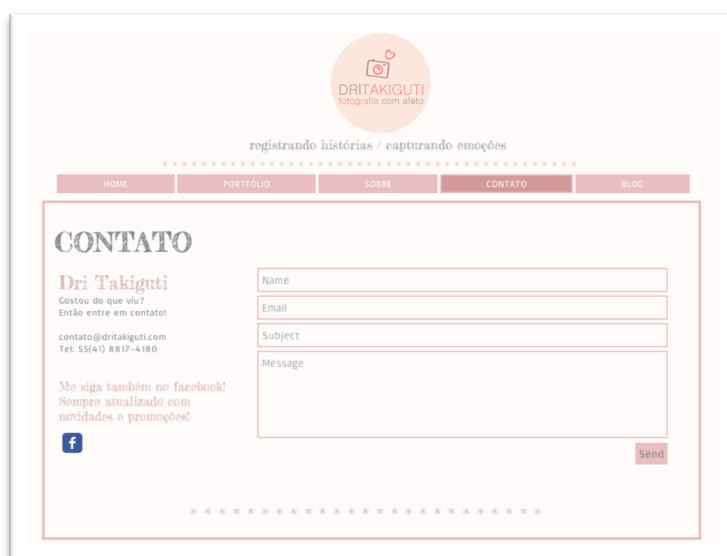 DRITAKIGUTI
fotografia com afeto
registrando histórias / capturando emoções
HOME PORTFÓLIO SOBRE CONTATO BLOG
CONTATO
Dri Takiguti
Gostou do que viu?
Então entre em contato!
contato@dritakiguti.com
Tel: 55(41) 8817-4180
Me siga também no facebook!
Sempre atualizado com
novidades e promoções!
f
Name
Email
Subject
Message
Send